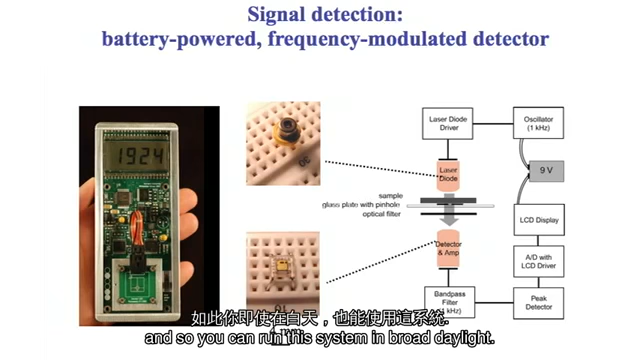 Signal detection:
battery-powered, frequency-modulated detector
1924
Laser Diode
Driver
Oscillator
(1 kHz)
Laser
Diode
9 V
sample
glass plate with pinhole
optical filter
LCD Display
Detector
& Amp
A/D with
LCD Driver
Bandpass
Filter
kHz)
Peak
Detector
如此你即使在白天，也能使用這系統.
and so you can run this system in broad daylight.